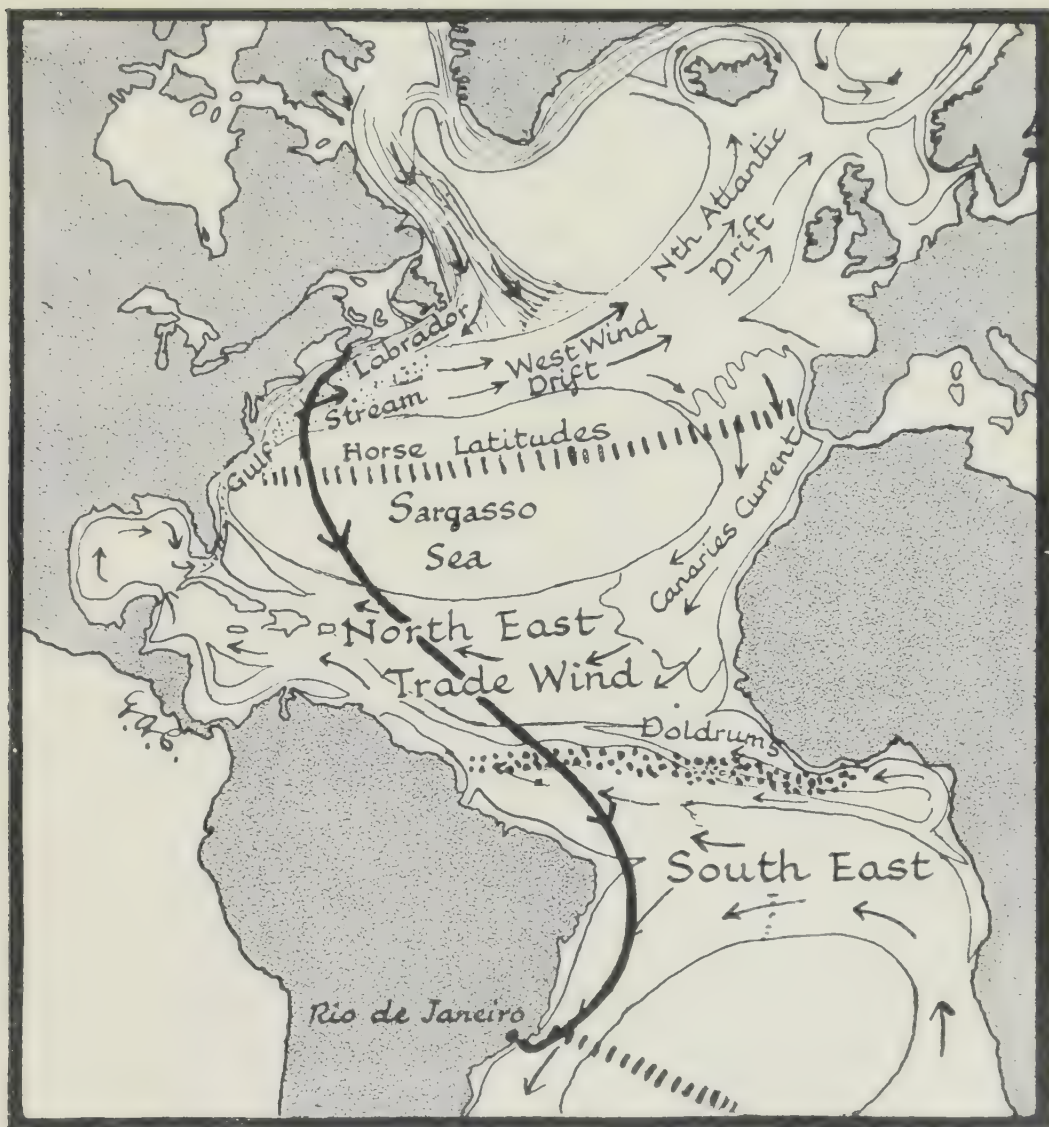 Nth Atlantic
Drift
Labrador
West Wind
Drift
Gulf Stream
Horse Latitudes
Sargasso
Sea
Canaries Current
North East
Trade Wind
Doldrums
South East
Rio de Janeiro